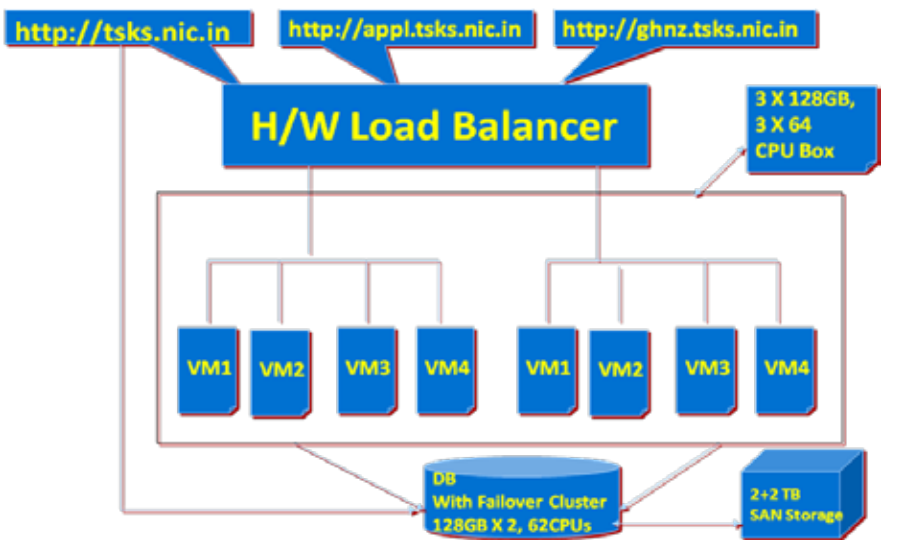 http://tsks.nic.in
http://appl.tsks.nic.in
http://ghnz.tsks.nic.in
H/W Load Balancer
3 X 128GB,
3 X 64
CPU Box
VM1
VM2
VM3
VM4
VM1
VM2
VM3
VM4
DB
With Failover Cluster
128GB X 2, 62CPUs
2+2 TB
SAN Storage